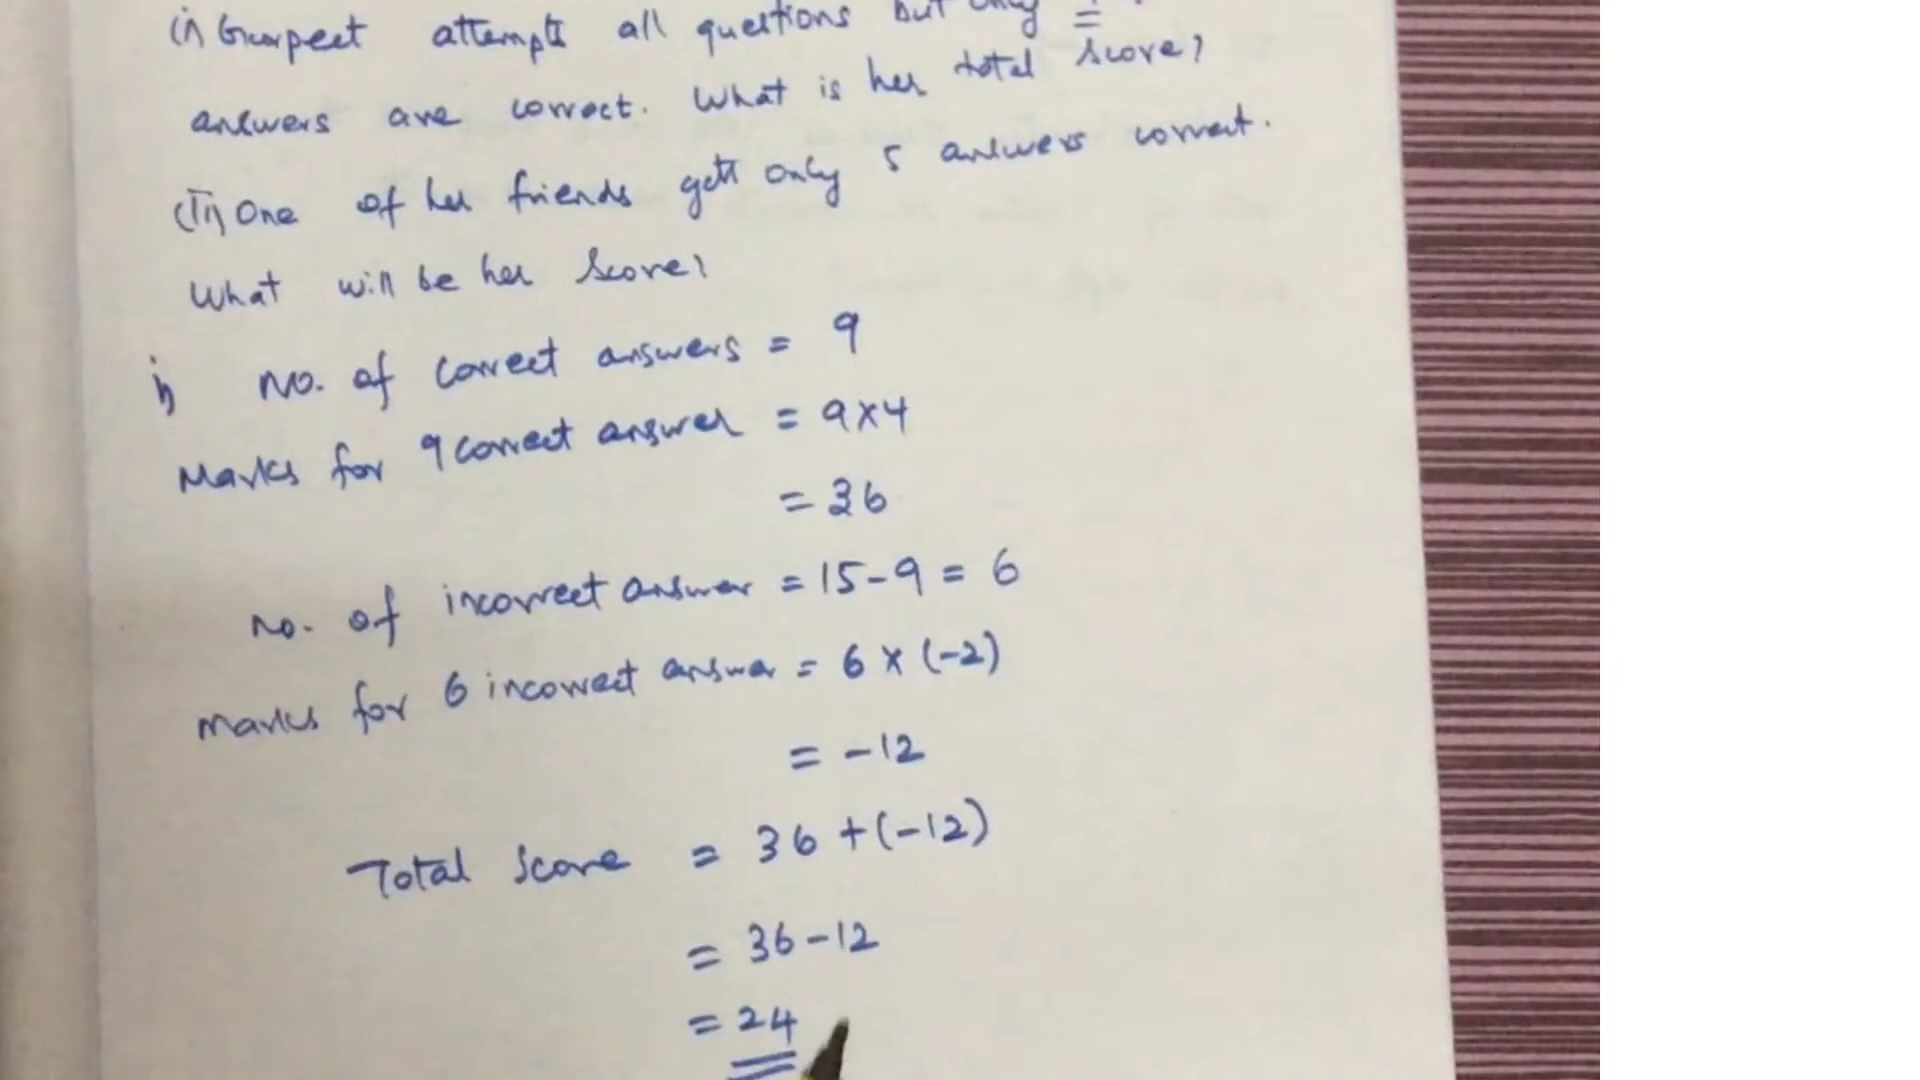 (i) Gurpeet attempts all questions but only
answers are correct. What is her total score?
(ii) One of her friends gets only 5 answers correct.
What will be her score?
i) No. of correct answers = 9
Marks for 9 correct answer = 9×4
= 36
no. of incorrect answer = 15-9 = 6
marks for 6 incorrect answer = 6 × (-2)
= -12
Total score = 36 +(-12)
= 36-12
= 24